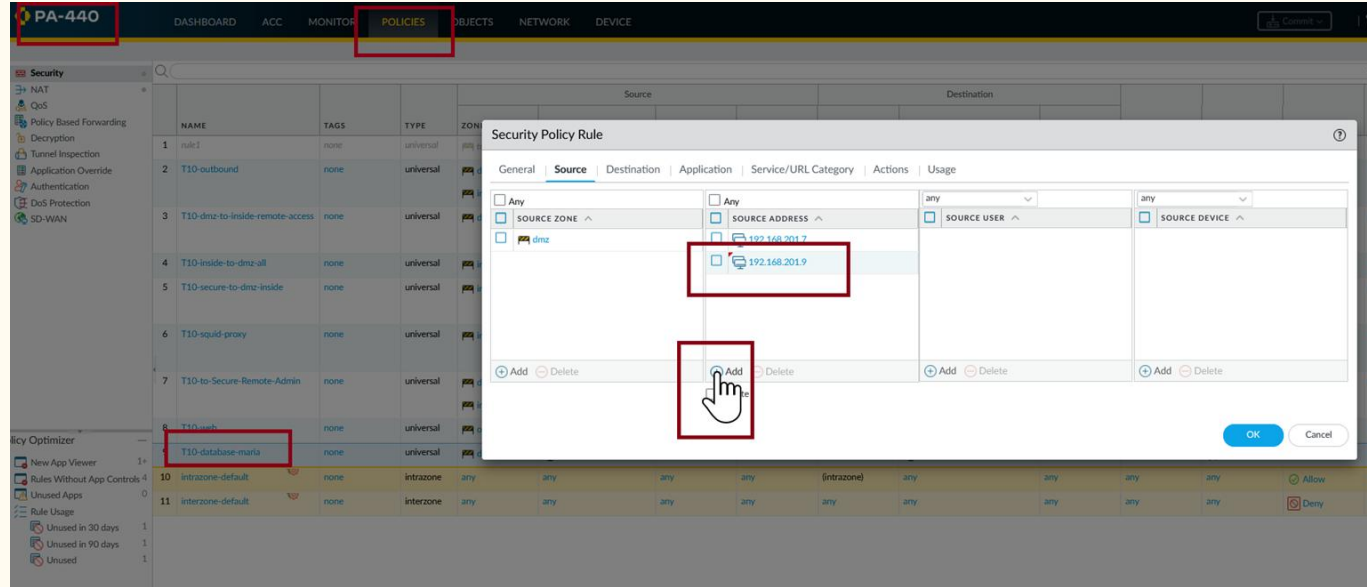 PA-440 DASHBOARD ACC MONITOR POLICIES OBJECTS NETWORK DEVICE Commit
Security
NAT
QoS
Policy Based Forwarding
Decryption
Tunnel Inspection
Application Override
Authentication
DoS Protection
SD-WAN
Source Destination
NAME TAGS TYPE
1 rule1 none universal
2 T10-outbound none universal
3 T10-dmz-to-inside-remote-access none universal
4 T10-inside-to-dmz-all none universal
5 T10-secure-to-dmz-inside none universal
6 T10-squid-proxy none universal
7 T10-to-Secure-Remote-Admin none universal
8 T10-web none universal
T10-database-maria none universal
10 intrazone-default none intrazone any any any any (intrazone) any any any any Allow
11 interzone-default none interzone any any any any any any any any Deny
Security Policy Rule
General Source Destination Application Service/URL Category Actions Usage
Any Any any any
SOURCE ZONE SOURCE ADDRESS SOURCE USER SOURCE DEVICE
dmz 192.168.201.7
192.168.201.9
Add Delete Add Delete Add Delete Add Delete
OK Cancel
licy Optimizer
New App Viewer 1+
Rules Without App Controls 4
Unused Apps 0
Rule Usage
Unused in 30 days 1
Unused in 90 days 1
Unused 1